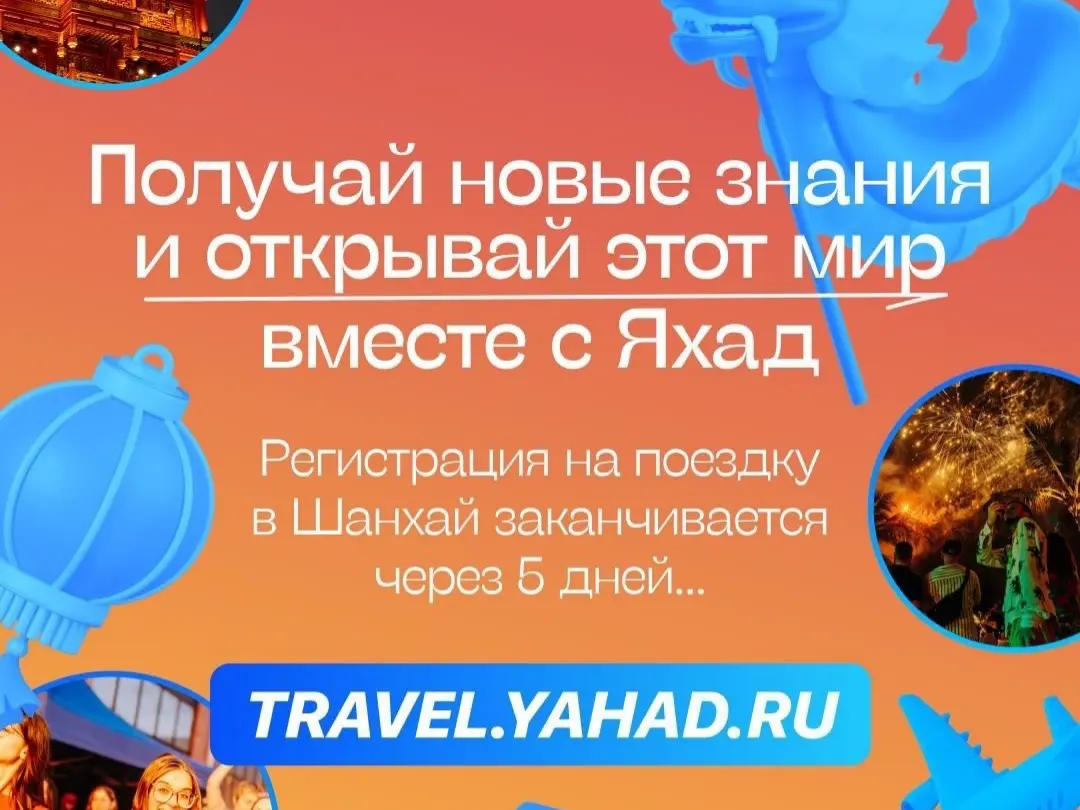 Получай новые знания
и открывай этот мир
вместе с Яхад
Регистрация на поездку
в Шанхай заканчивается
через 5 дней...
TRAVEL.YAHAD.RU